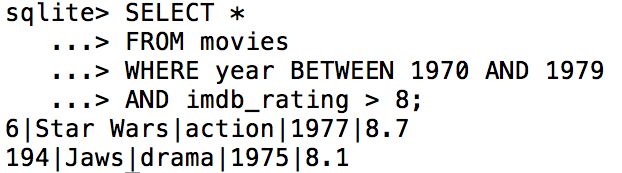 sqlite> SELECT *
   ...> FROM movies
   ...> WHERE year BETWEEN 1970 AND 1979
   ...> AND imdb_rating > 8;
6|Star Wars|action|1977|8.7
194|Jaws|drama|1975|8.1